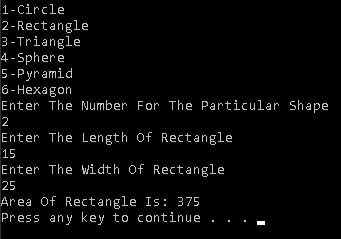 1-Circle
2-Rectangle
3-Triangle
4-Sphere
5-Pyramid
6-Hexagon
Enter The Number For The Particular Shape
2
Enter The Length Of Rectangle
15
Enter The Width Of Rectangle
25
Area Of Rectangle Is: 375
Press any key to continue . . .